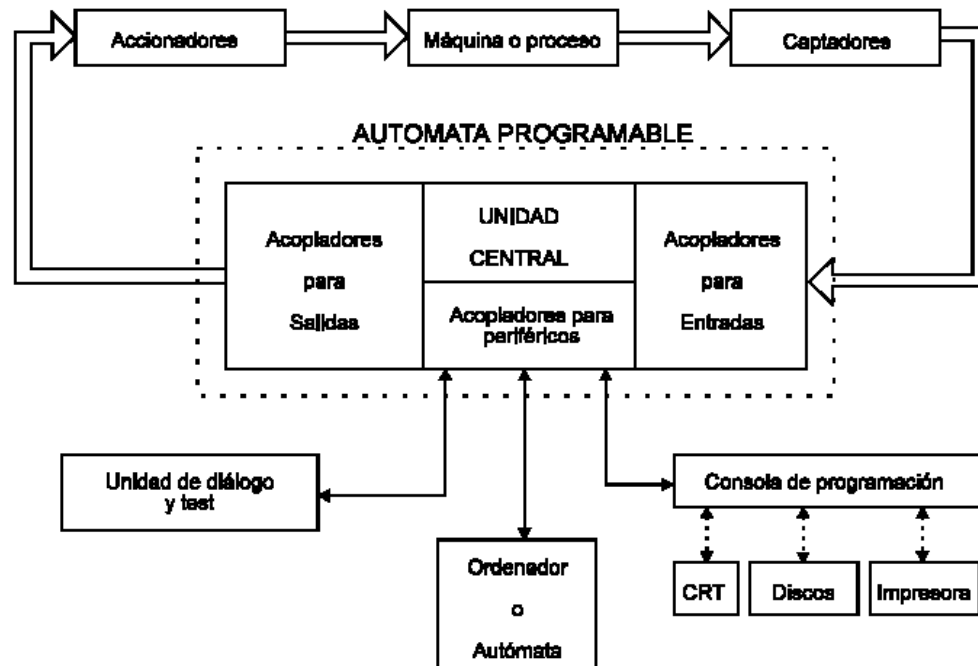 Accionadores
Máquina o proceso
Captadores
AUTOMATA PROGRAMABLE
Acopladores
para
Salidas
UNIDAD
CENTRAL
Acopladores para
periféricos
Acopladores
para
Entradas
Unidad de diálogo
y test
Ordenador
o
Autómata
Consola de programación
CRT
Discos
Impresora